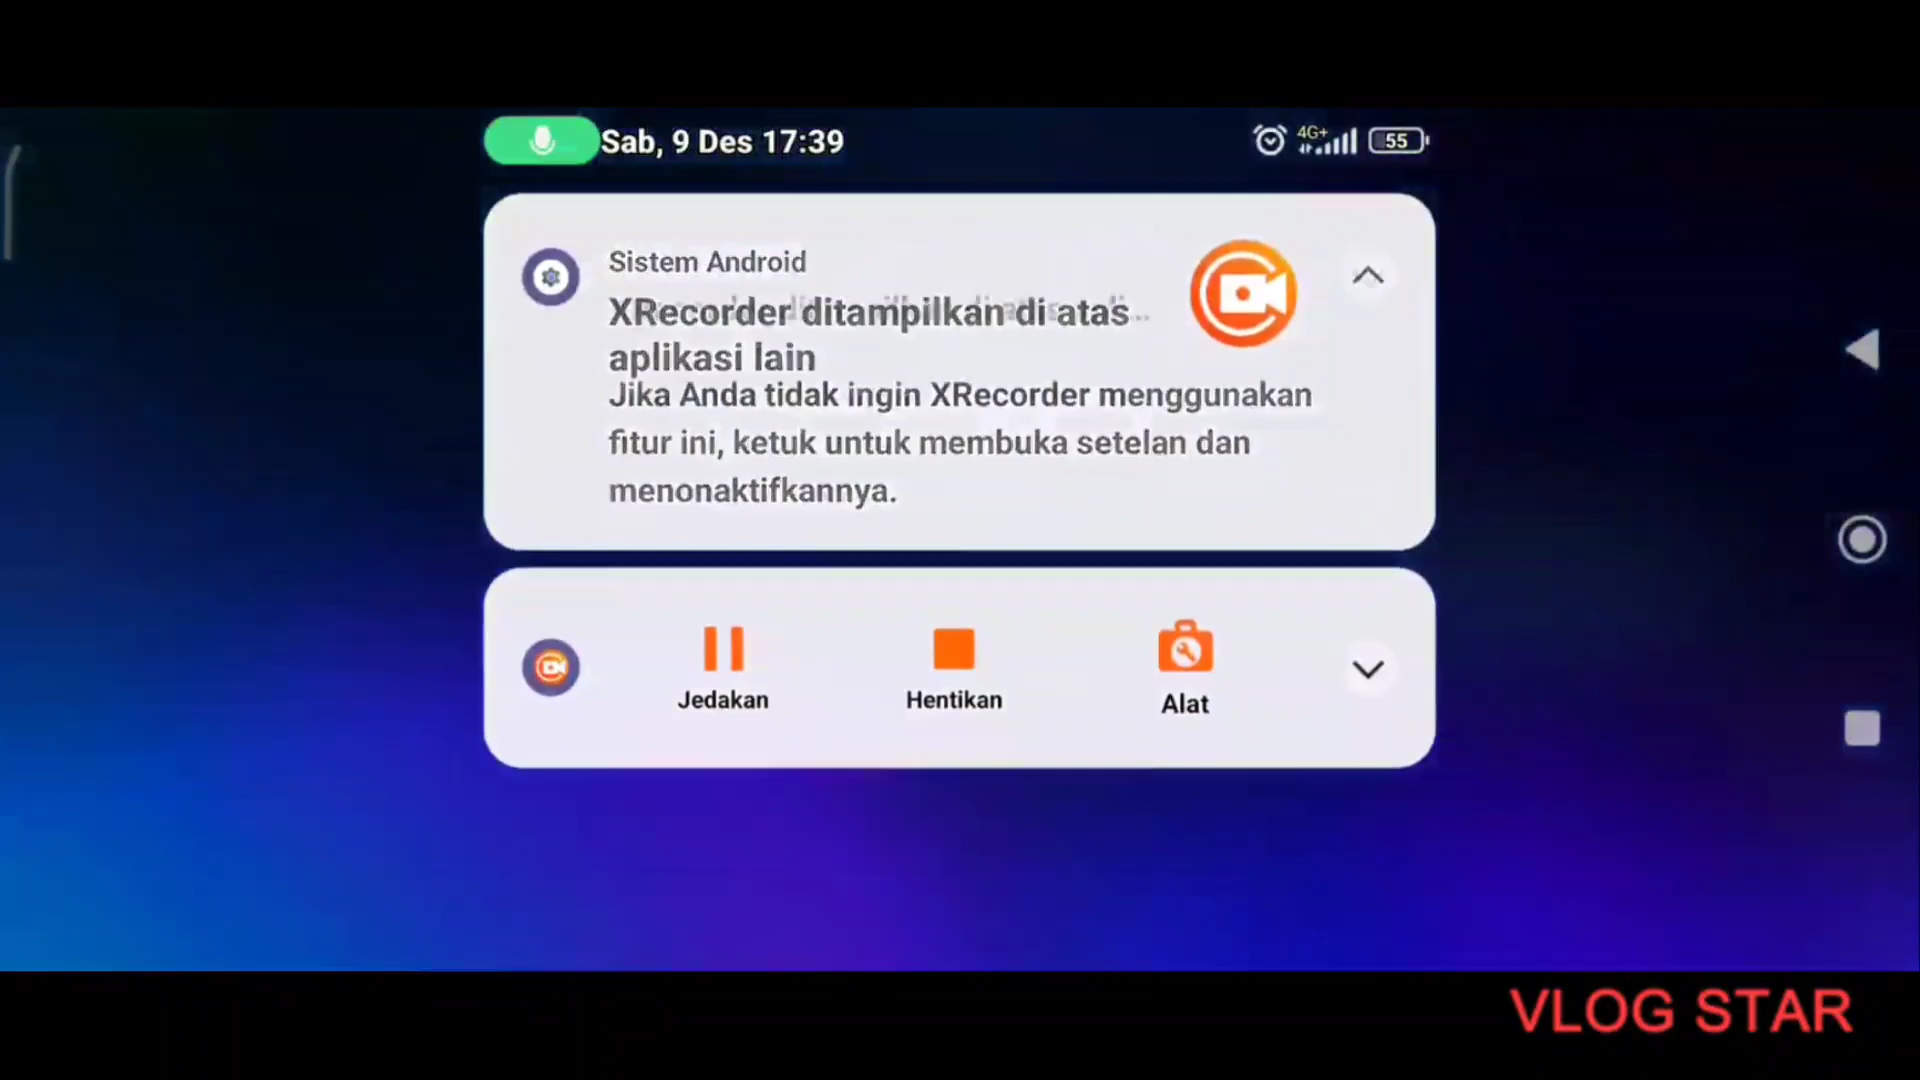 Sab, 9 Des 17:39
4G+
55
Sistem Android
XRecorder ditampilkan di atas
aplikasi lain
Jika Anda tidak ingin XRecorder menggunakan
fitur ini, ketuk untuk membuka setelan dan
menonaktifkannya.
Jedakan
Hentikan
Alat
VLOG STAR